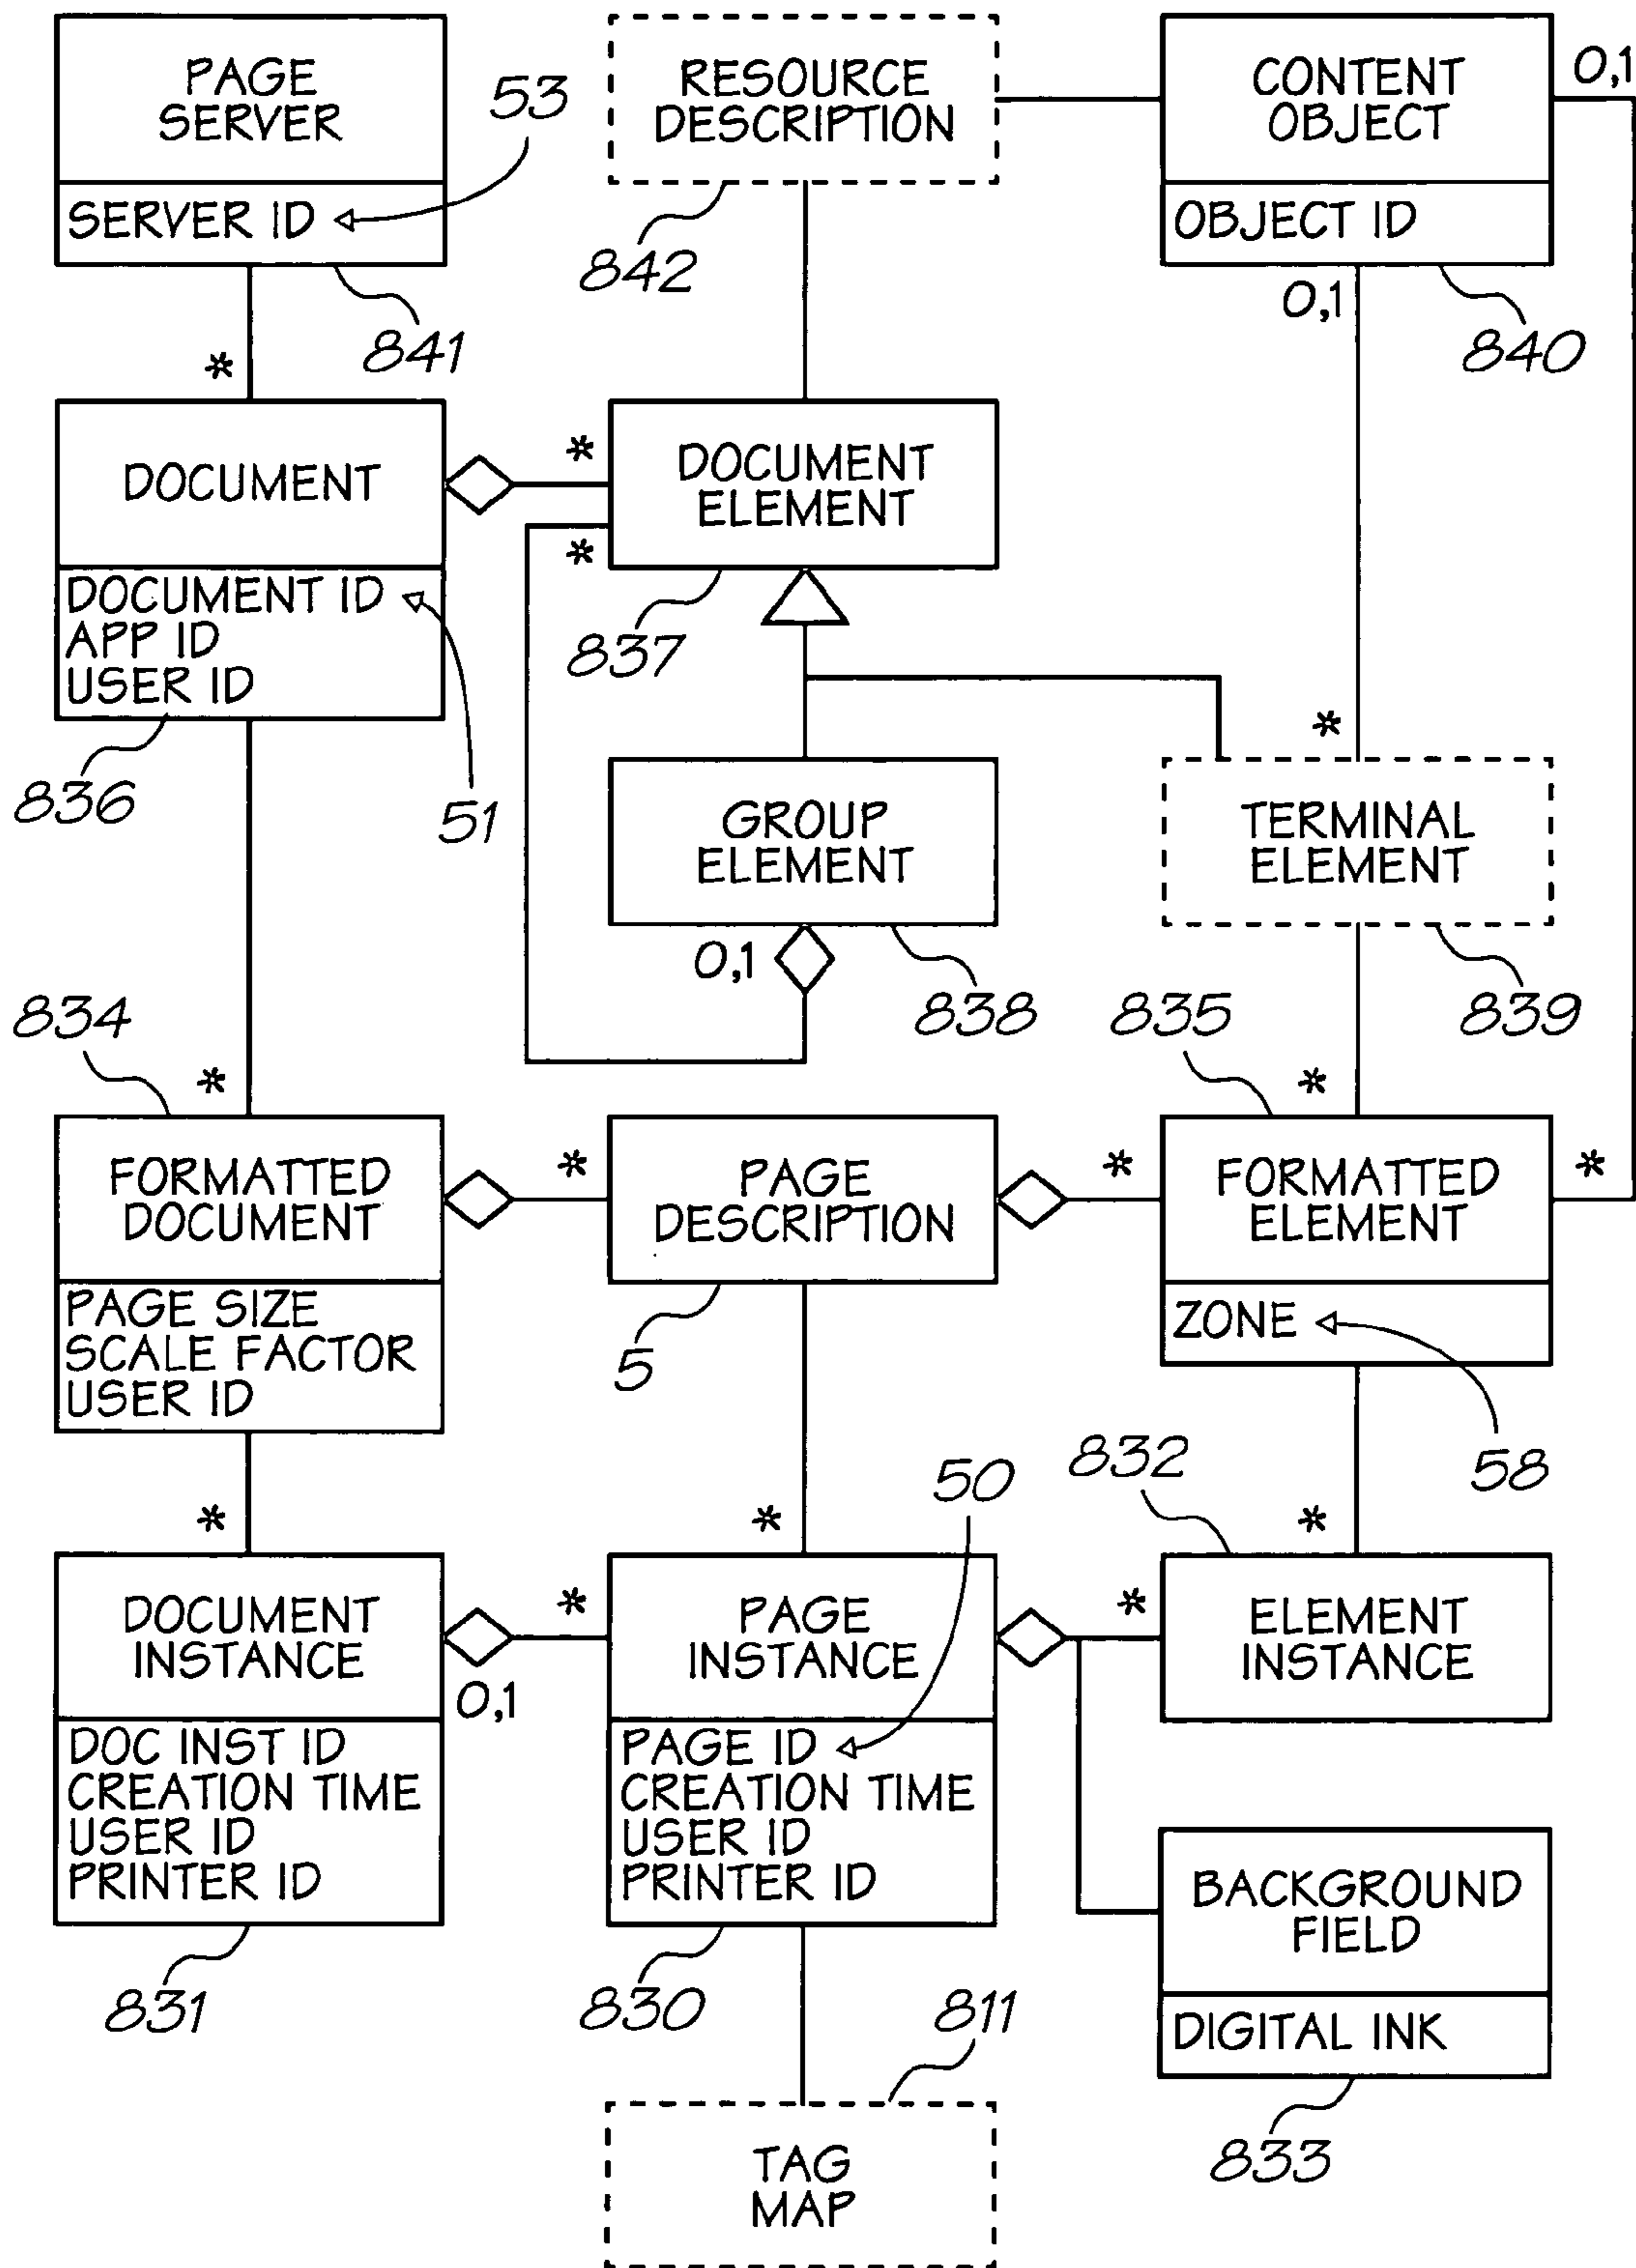 PAGE
SERVER
SERVER ID
53
841
RESOURCE
DESCRIPTION
842
CONTENT
OBJECT
OBJECT ID
0,1
0,1
840
*
DOCUMENT
DOCUMENT ID
APP ID
USER ID
836
51
*
*
DOCUMENT
ELEMENT
837
GROUP
ELEMENT
0,1
838
*
TERMINAL
ELEMENT
839
834
*
FORMATTED
DOCUMENT
PAGE SIZE
SCALE FACTOR
USER ID
*
PAGE
DESCRIPTION
5
835
*
*
FORMATTED
ELEMENT
*
ZONE
58
*
DOCUMENT
INSTANCE
0,1
DOC INST ID
CREATION TIME
USER ID
PRINTER ID
831
*
*
50
PAGE
INSTANCE
PAGE ID
CREATION TIME
USER ID
PRINTER ID
830
832
*
*
ELEMENT
INSTANCE
BACKGROUND
FIELD
DIGITAL INK
833
811
TAG
MAP